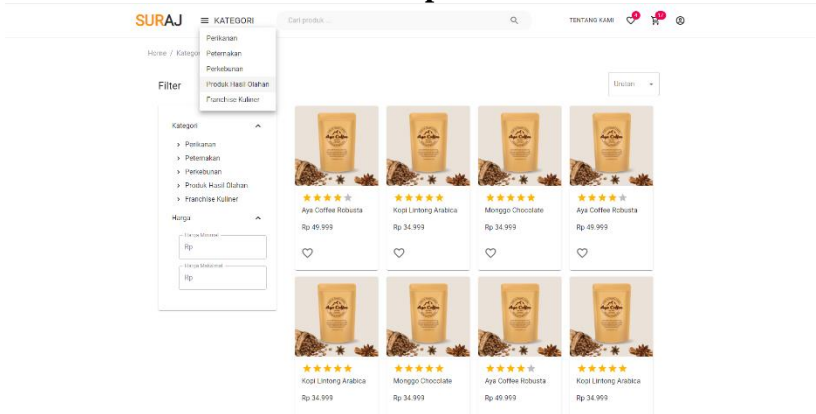 SURAJ
KATEGORI
Cari produk ...
TENTANG KAMI
Perikanan
Peternakan
Perkebunan
Produk Hasil Olahan
Franchise Kuliner
Home / Kategor
Filter
Urutan
Kategori
Perikanan
Peternakan
Perkebunan
Produk Hasil Olahan
Franchise Kuliner
Harga
Harga Minimal
Rp
Harga Maksimal
Rp
Aya Coffee Robusta
Kopi Lintong Arabica
Monggo Chocolate
Aya Coffee Robusta
Rp 49.999
Rp 34.999
Rp 34.999
Rp 49.999
Kopi Lintong Arabica
Monggo Chocolate
Aya Coffee Robusta
Kopi Lintong Arabica
Rp 34.999
Rp 34.999
Rp 49.999
Rp 34.999